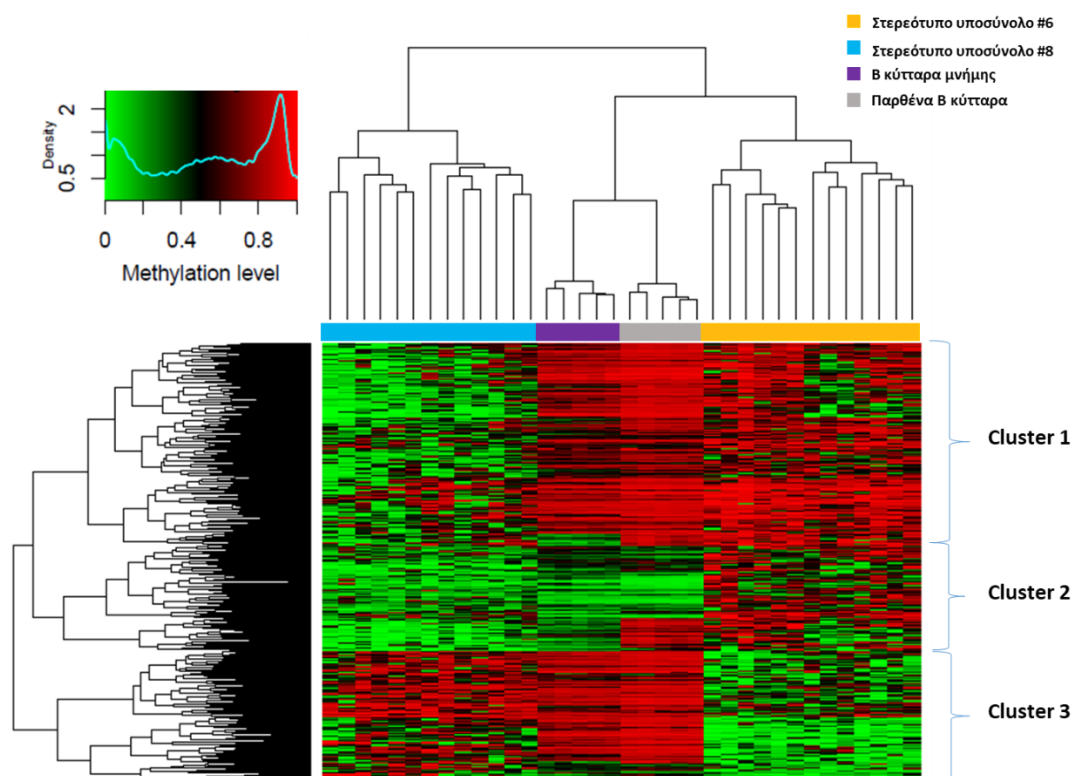 Στερεότυπο υποσύνολο #6
Στερεότυπο υποσύνολο #8
Β κύτταρα μνήμης
Παρθένα Β κύτταρα
Density
2
0.5
0 0.4 0.8
Methylation level
Cluster 1
Cluster 2
Cluster 3